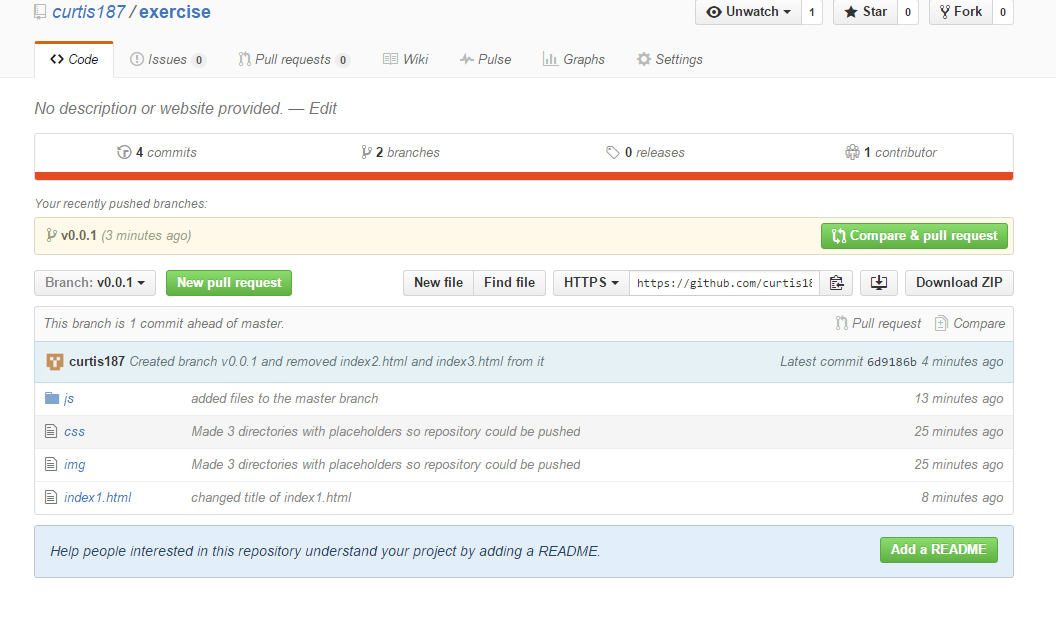 curtis187 / exercise
Unwatch 1 Star 0 Fork 0
Code Issues 0 Pull requests 0 Wiki Pulse Graphs Settings
No description or website provided. — Edit
4 commits 2 branches 0 releases 1 contributor
Your recently pushed branches:
v0.0.1 (3 minutes ago) Compare & pull request
Branch: v0.0.1 New pull request New file Find file HTTPS https://github.com/curtis18 Download ZIP
This branch is 1 commit ahead of master. Pull request Compare
curtis187 Created branch v0.0.1 and removed index2.html and index3.html from it Latest commit 6d9186b 4 minutes ago
js added files to the master branch 13 minutes ago
css Made 3 directories with placeholders so repository could be pushed 25 minutes ago
img Made 3 directories with placeholders so repository could be pushed 25 minutes ago
index1.html changed title of index1.html 8 minutes ago
Help people interested in this repository understand your project by adding a README. Add a README